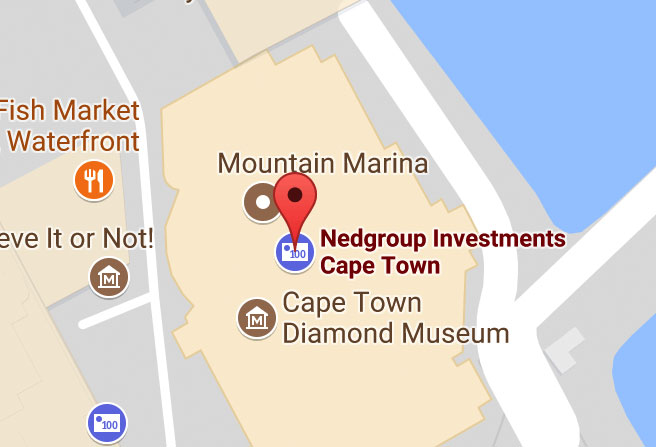 Fish Market
Waterfront
Mountain Marina
eve It or Not!
Nedgroup Investments
Cape Town
Cape Town
Diamond Museum
M
M
100
100